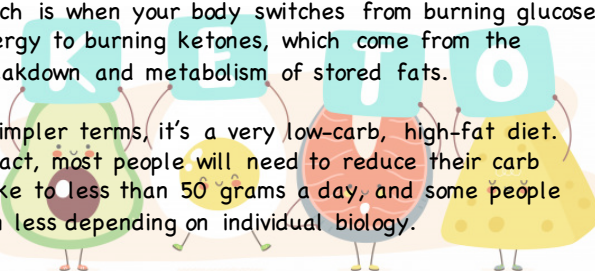 ch is when your body switches from burning glucose
ergy to burning ketones, which come from the
akdown and metabolism of stored fats.
K E T O
impler terms, it's a very low-carb, high-fat diet.
act, most people will need to reduce their carb
ke to less than 50 grams a day, and some people
less depending on individual biology.